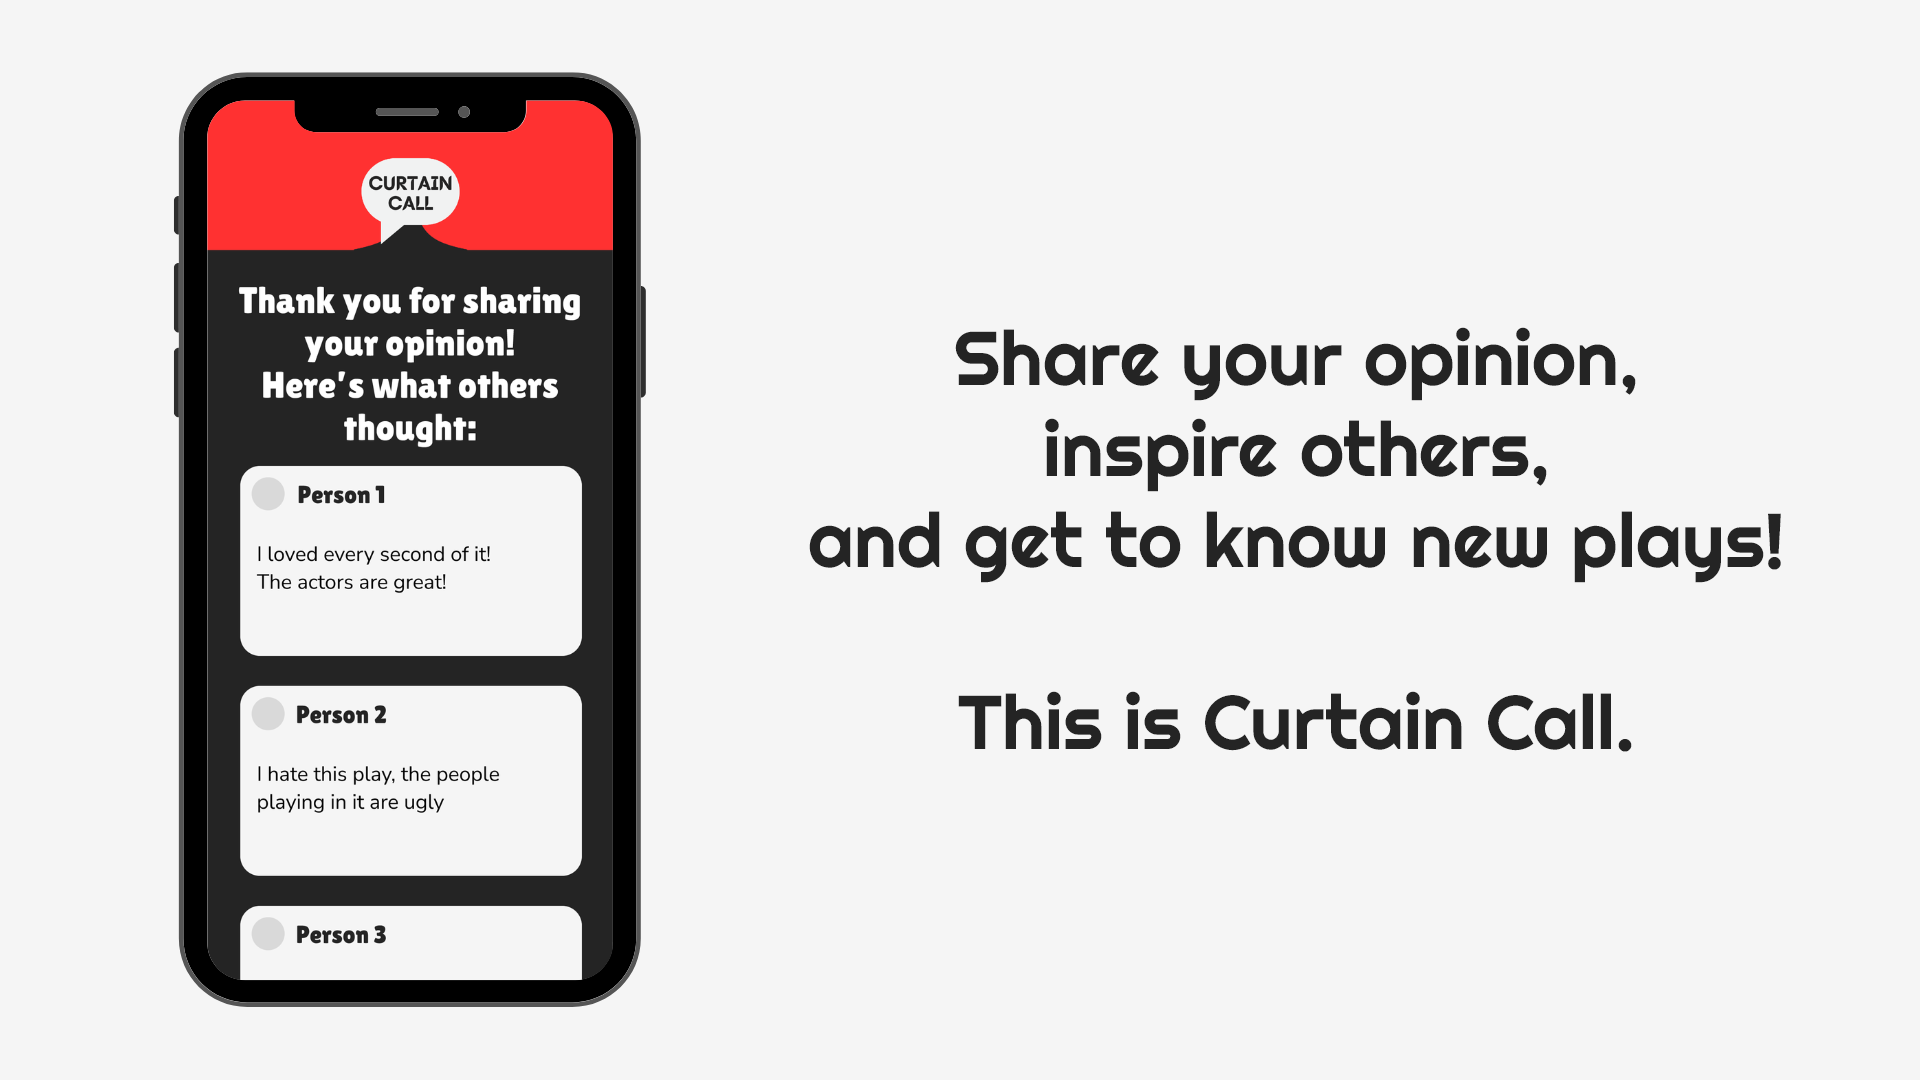 CURTAIN
CALL
Thank you for sharing
your opinion!
Here's what others
thought:
Person 1
I loved every second of it!
The actors are great!
Person 2
I hate this play, the people
playing in it are ugly
Person 3
Share your opinion,
inspire others,
and get to know new plays!
This is Curtain Call.